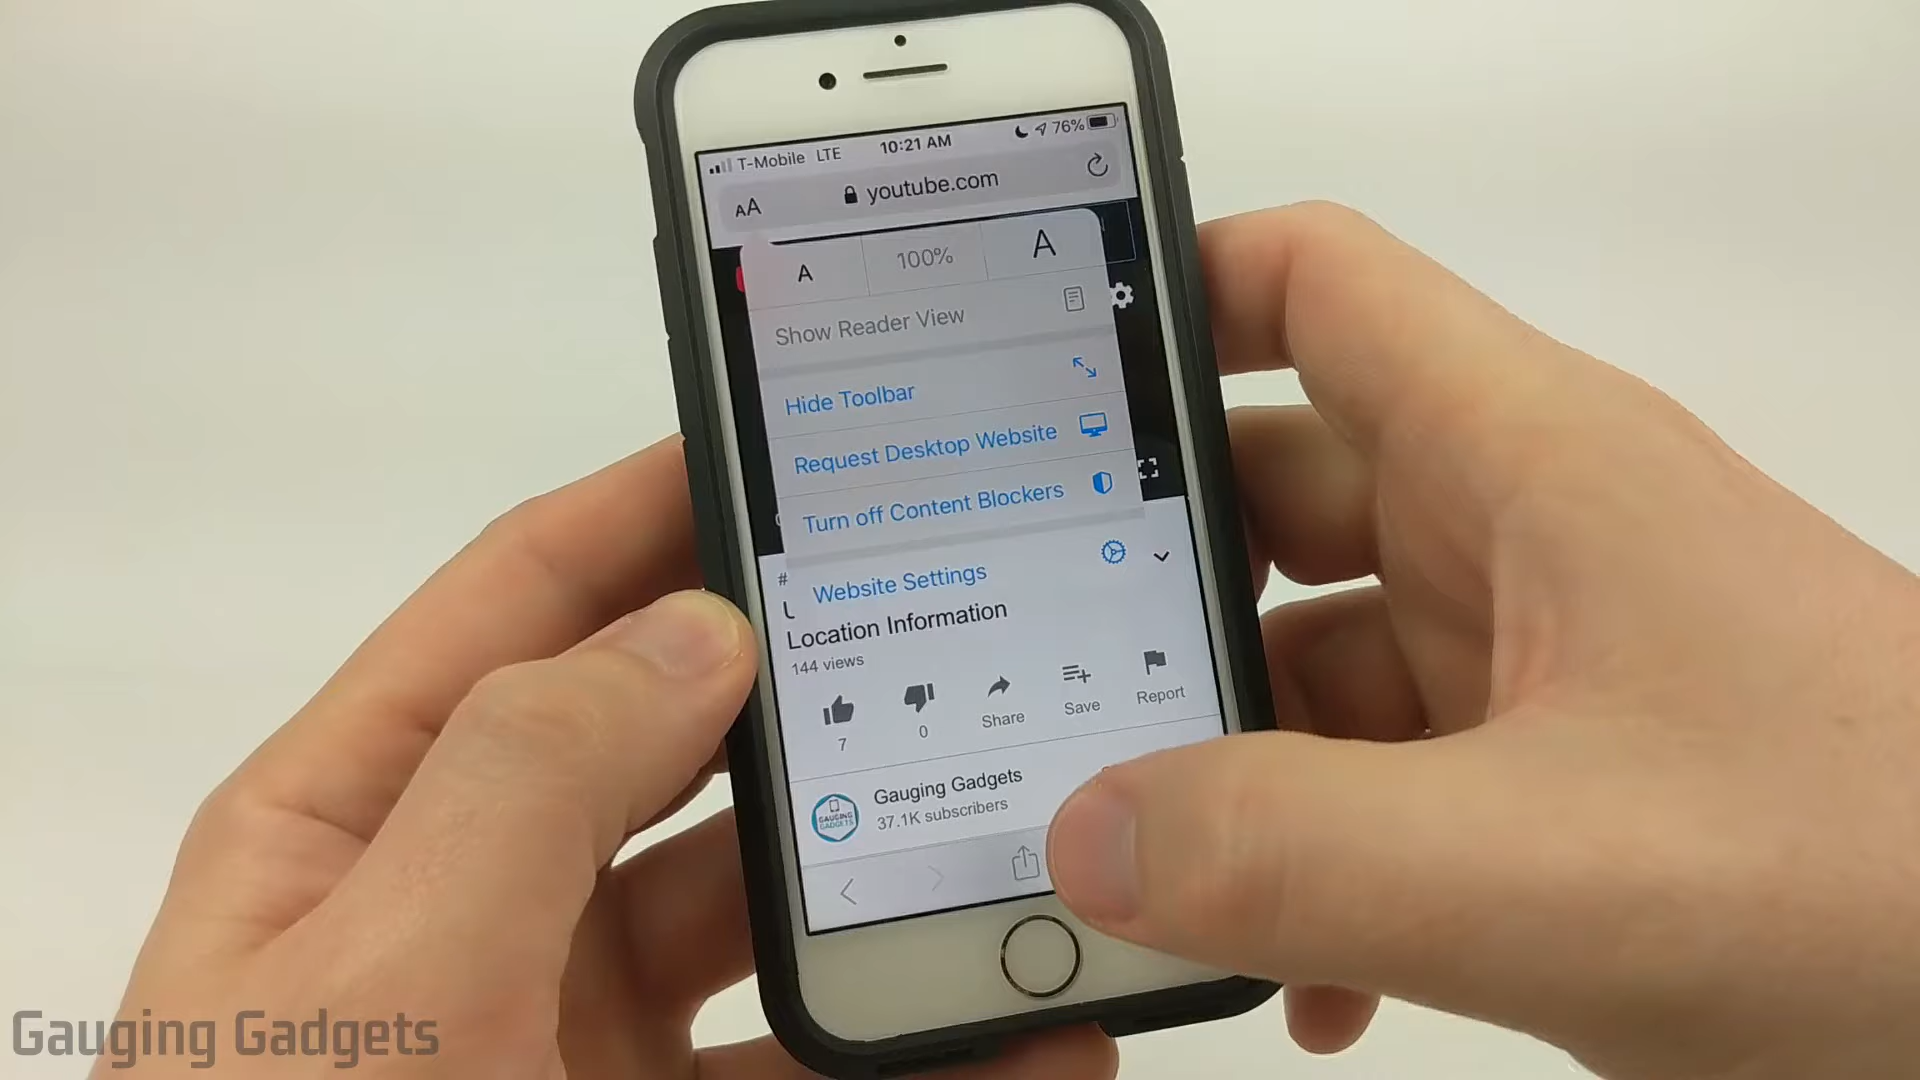 T-Mobile LTE 10:21 AM 76%
AA youtube.com
A 100% A
Show Reader View
Hide Toolbar
Request Desktop Website
Turn off Content Blockers
Website Settings
#
Location Information
144 views
7 0 Share Save Report
Gauging Gadgets
37.1K subscribers
GAUGING
GADGETS
Gauging Gadgets